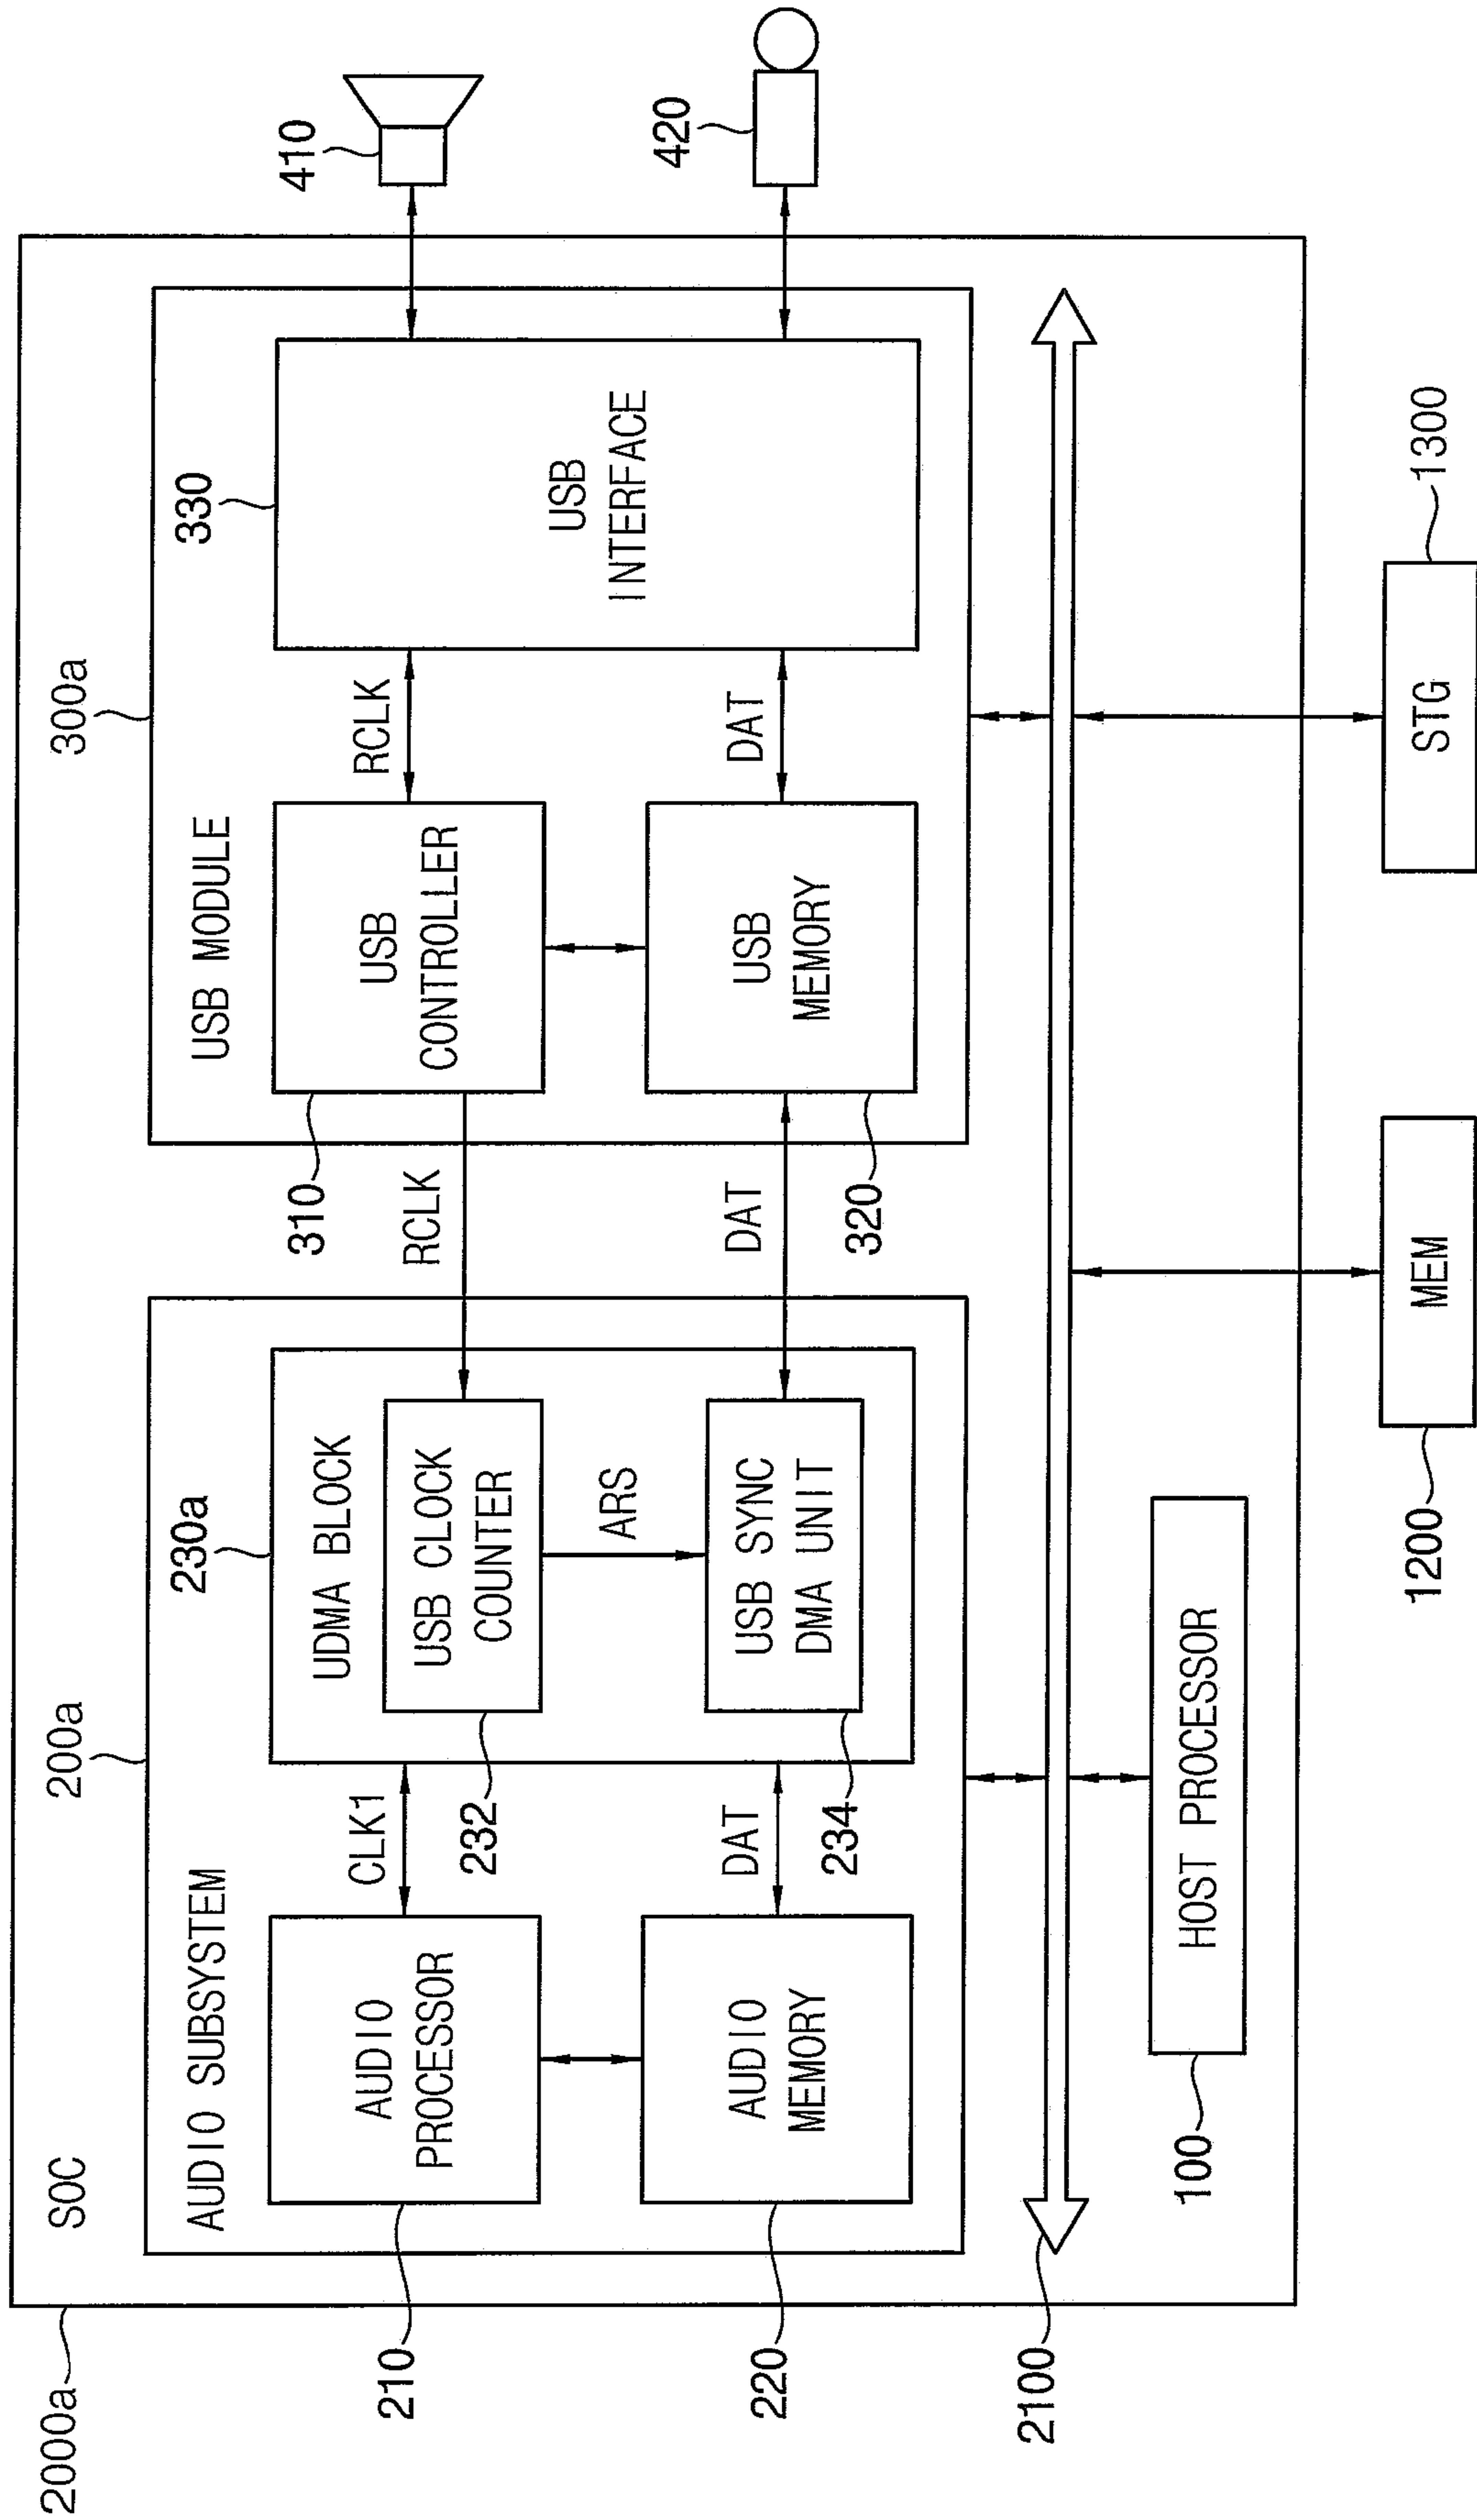 2000a
SOC
200a
300a
AUDIO SUBSYSTEM
USB MODULE
230a
330
410
210
AUDIO
PROCESSOR
CLK1
UDMA BLOCK
USB CLOCK
COUNTER
232
RCLK
310
USB
CONTROLLER
RCLK
USB
INTERFACE
ARS
420
220
AUDIO
MEMORY
DAT
USB SYNC
DMA UNIT
234
DAT
320
USB
MEMORY
DAT
2100
100
HOST PROCESSOR
1200
MEM
STG
1300